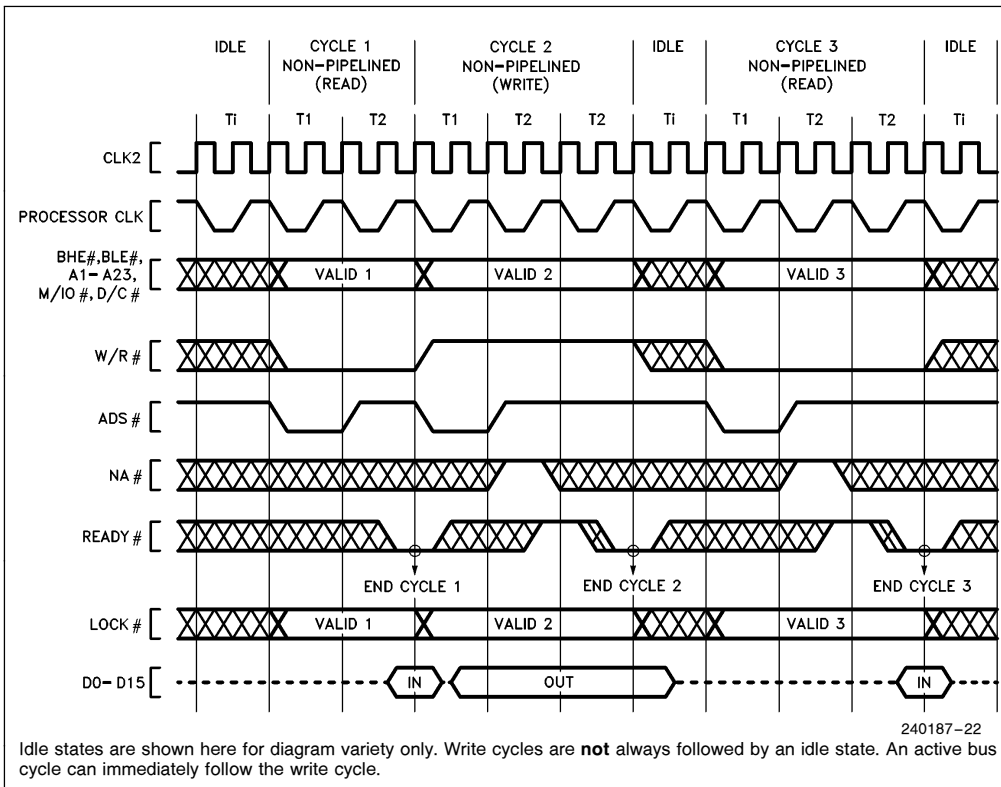 IDLE CYCLE 1 CYCLE 2 IDLE CYCLE 3 IDLE
NON-PIPELINED NON-PIPELINED NON-PIPELINED
(READ) (WRITE) (READ)
Ti T1 T2 T1 T2 T2 Ti T1 T2 T2 Ti
CLK2
PROCESSOR CLK
BHE#,BLE#,
A1-A23,
M/IO#,D/C#
VALID 1 VALID 2 VALID 3
W/R#
ADS#
NA#
READY#
END CYCLE 1 END CYCLE 2 END CYCLE 3
LOCK# VALID 1 VALID 2 VALID 3
D0-D15 IN OUT IN
240187-22
Idle states are shown here for diagram variety only. Write cycles are not always followed by an idle state. An active bus
cycle can immediately follow the write cycle.